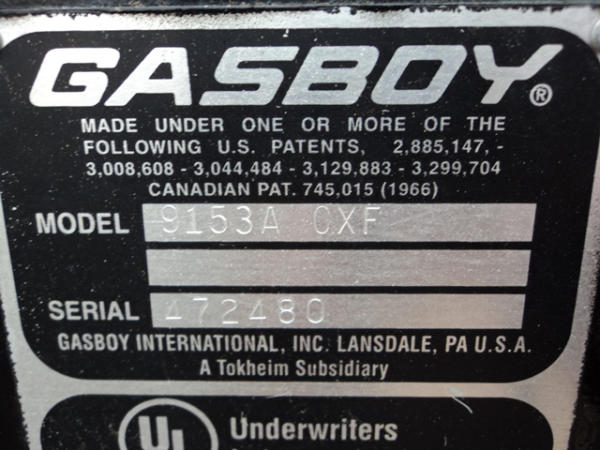 GASBOY®
MADE UNDER ONE OR MORE OF THE
FOLLOWING U.S. PATENTS, 2,885,147, -
3,008,608 - 3,044,484 - 3,129,883 - 3,299,704
CANADIAN PAT. 745,015 (1966)
MODEL 9153A CXF
SERIAL 472480
GASBOY INTERNATIONAL, INC. LANSDALE, PA U.S.A.
A Tokheim Subsidiary
UL Underwriters